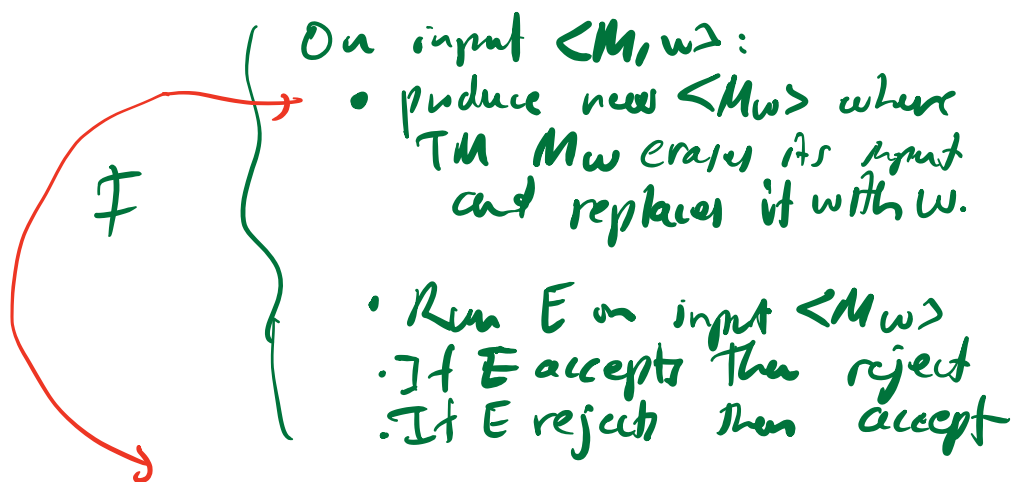 On input <M, w>:
• produce new <Mw> where
TM Mw erases its input
and replaces it with w.
I
• Run E on input <Mw>
• If E accepts then reject
• If E rejects then accept